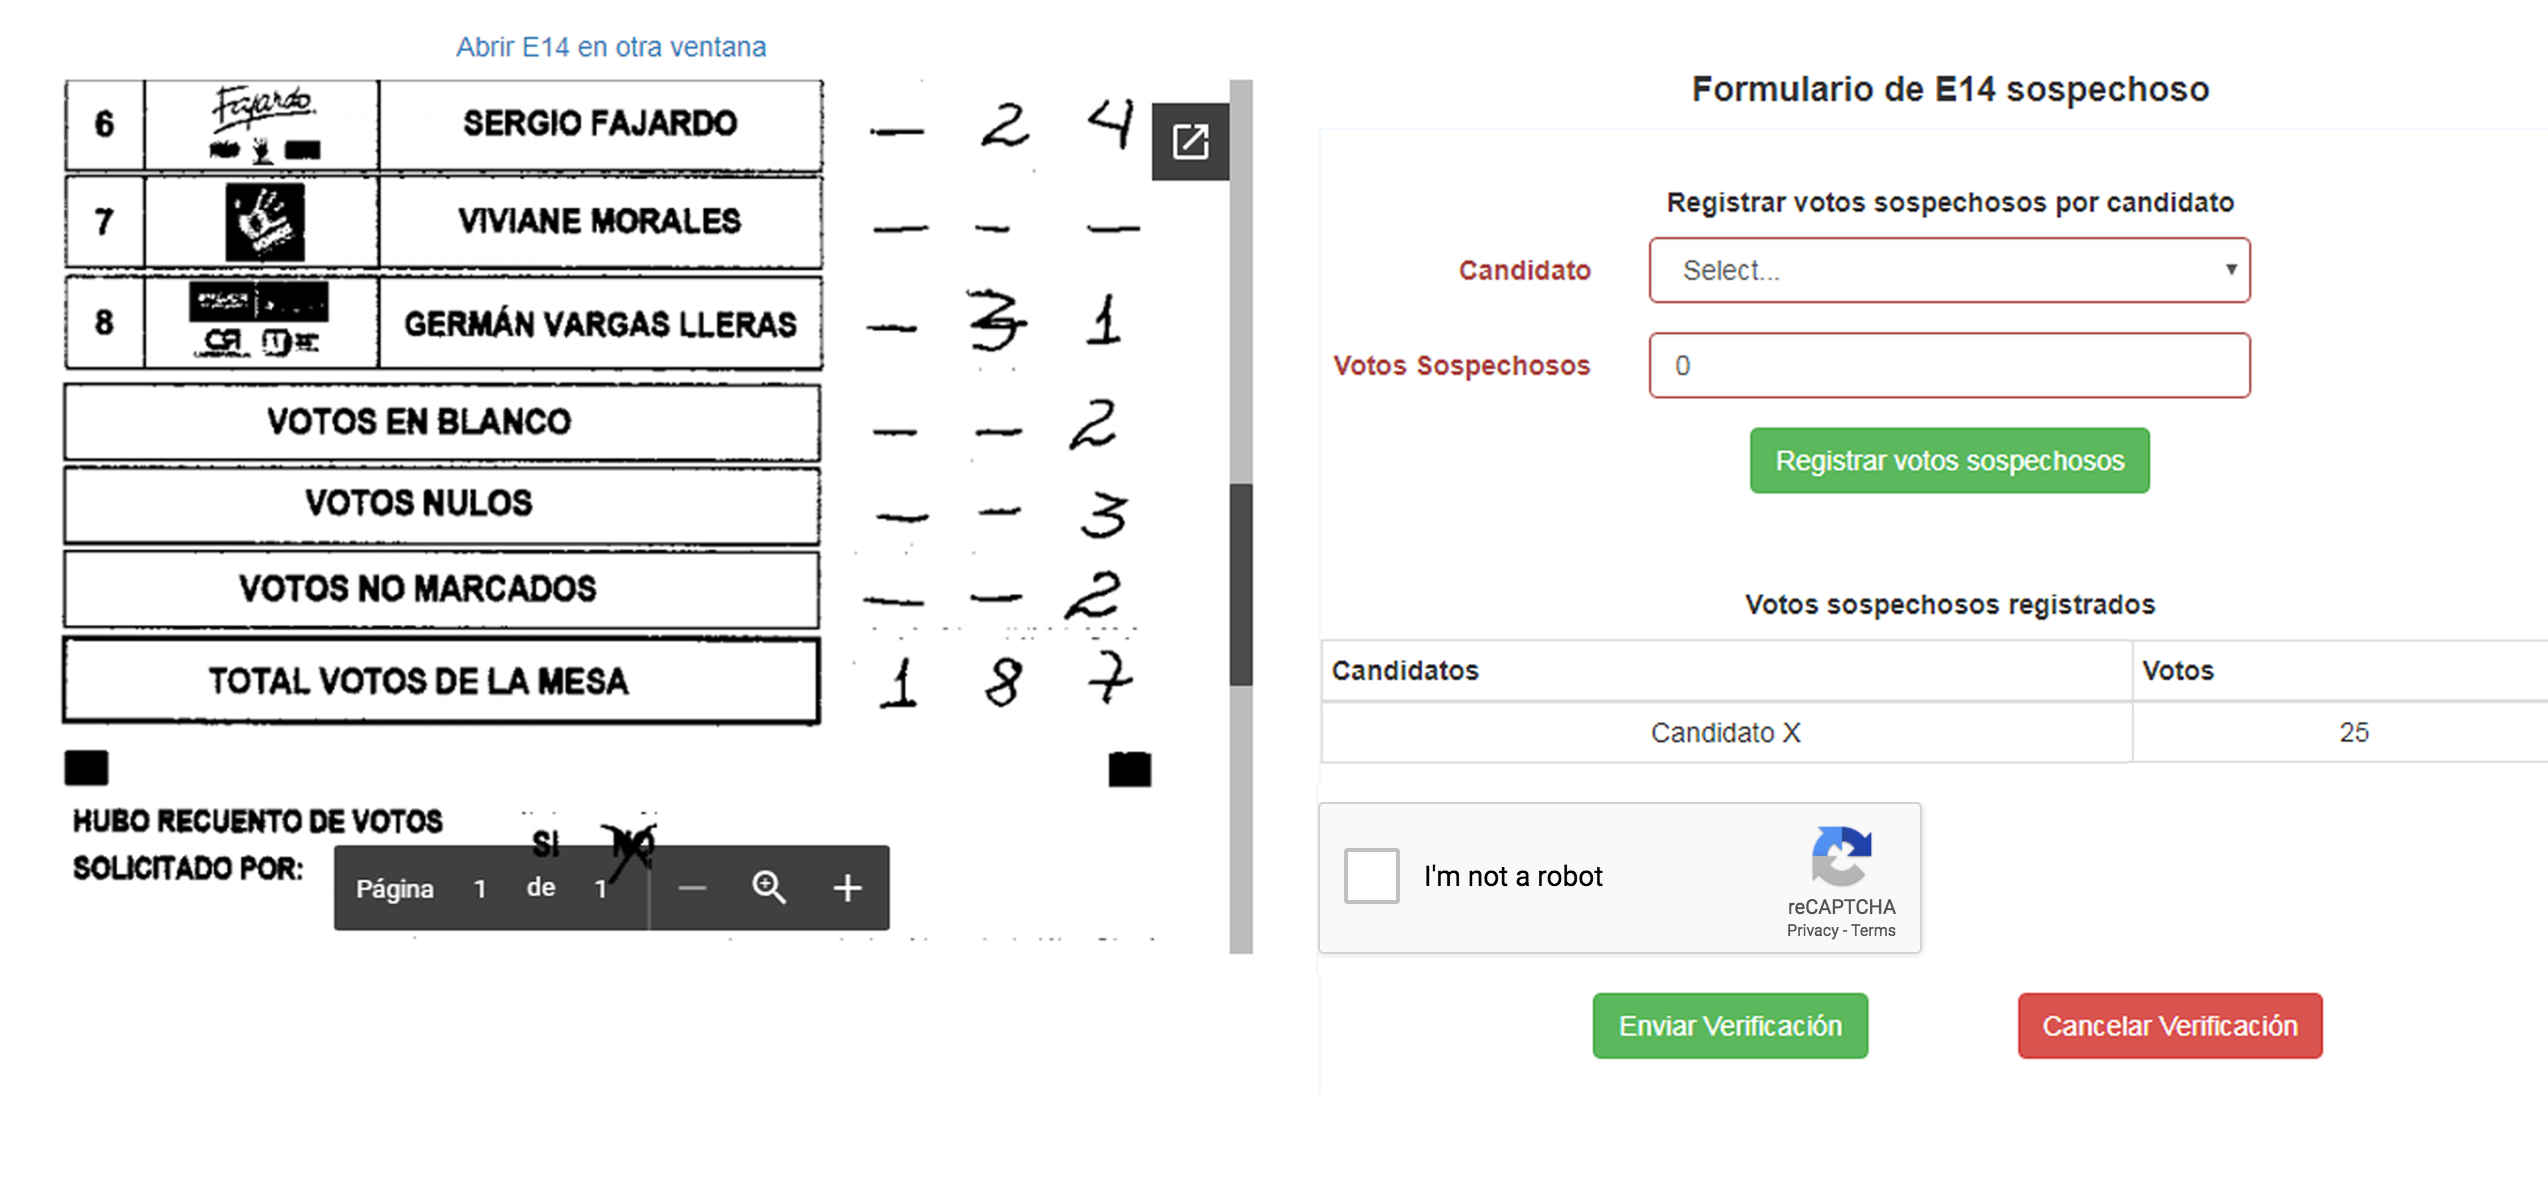 Abrir E14 en otra ventana
6 Fajardo SERGIO FAJARDO — 2 4
7 VIVIANE MORALES — — —
8 GERMÁN VARGAS LLERAS — 3 1
VOTOS EN BLANCO — — 2
VOTOS NULOS — — 3
VOTOS NO MARCADOS — — 2
TOTAL VOTOS DE LA MESA 1 8 7
HUBO RECUENTO DE VOTOS SI NO
SOLICITADO POR:
Página 1 de 1
Formulario de E14 sospechoso
Registrar votos sospechosos por candidato
Candidato Select...
Votos Sospechosos 0
Registrar votos sospechosos
Votos sospechosos registrados
Candidatos Votos
Candidato X 25
I'm not a robot
reCAPTCHA
Privacy - Terms
Enviar Verificación Cancelar Verificación